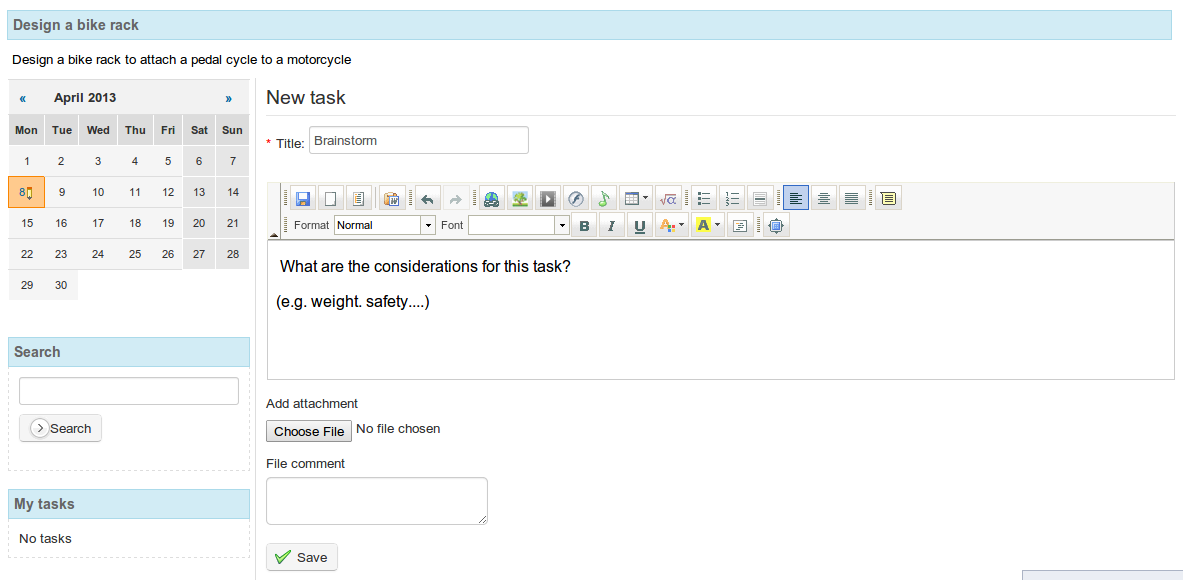 Design a bike rack
Design a bike rack to attach a pedal cycle to a motorcycle
« April 2013 »
Mon Tue Wed Thu Fri Sat Sun
1 2 3 4 5 6 7
8 9 10 11 12 13 14
15 16 17 18 19 20 21
22 23 24 25 26 27 28
29 30
Search
Search
My tasks
No tasks
New task
* Title: Brainstorm
Format Normal Font B I U A A
What are the considerations for this task?
(e.g. weight. safety....)
Add attachment
Choose File No file chosen
File comment
Save